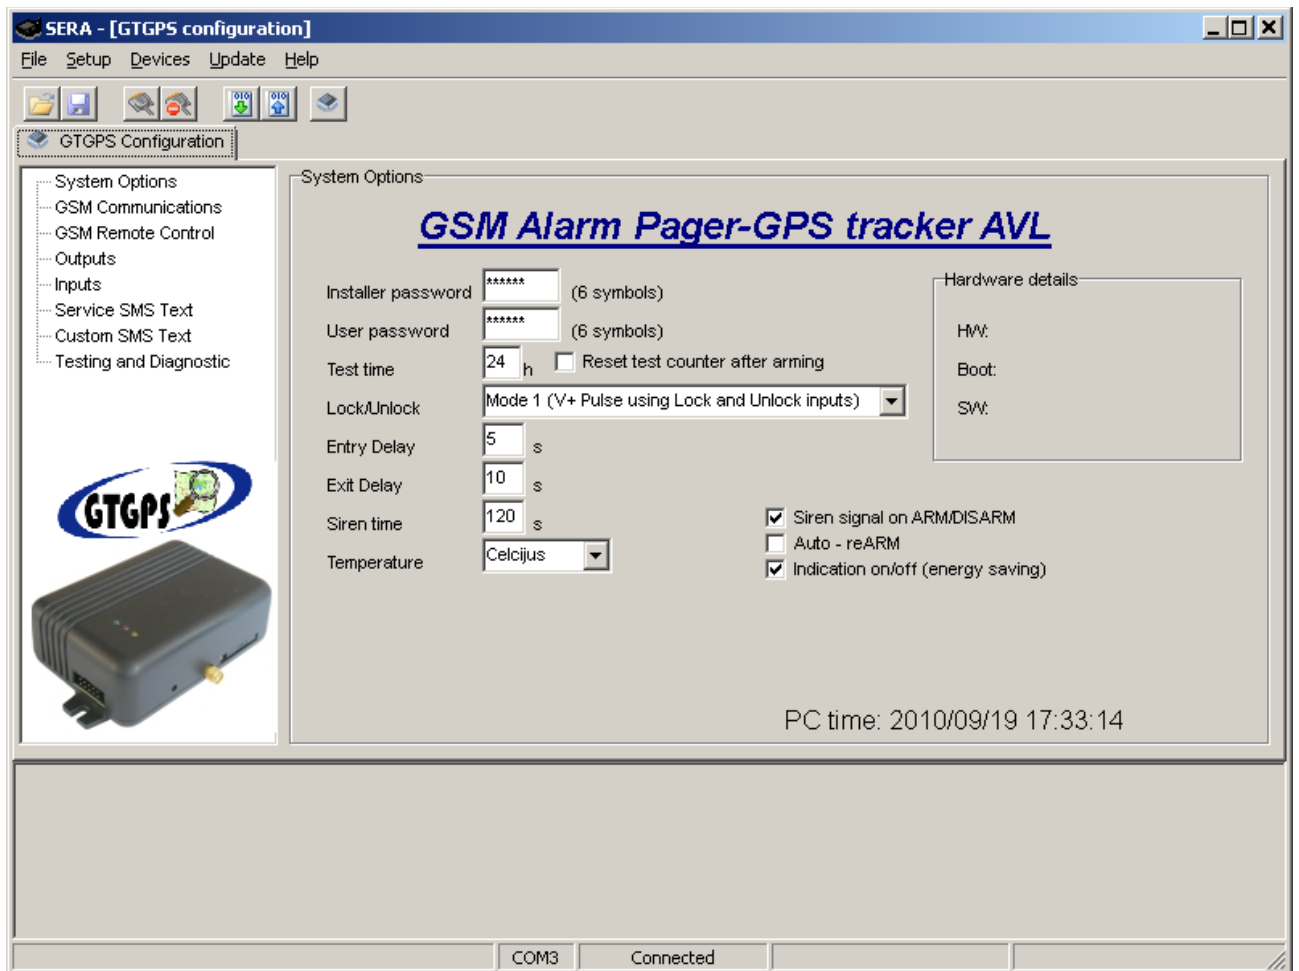 SERA - [GTGPS configuration]
File Setup Devices Update Help
GTGPS Configuration
System Options
GSM Communications
GSM Remote Control
Outputs
Inputs
Service SMS Text
Custom SMS Text
Testing and Diagnostic
GTGPS
System Options
GSM Alarm Pager-GPS tracker AVL
Installer password ****** (6 symbols)
User password ****** (6 symbols)
Test time 24 h Reset test counter after arming
Lock/Unlock Mode 1 (V+ Pulse using Lock and Unlock inputs)
Entry Delay 5 s
Exit Delay 10 s
Siren time 120 s
Temperature Celcijus
Hardware details
HW:
Boot:
SW:
Siren signal on ARM/DISARM
Auto - reARM
Indication on/off (energy saving)
PC time: 2010/09/19 17:33:14
COM3 Connected